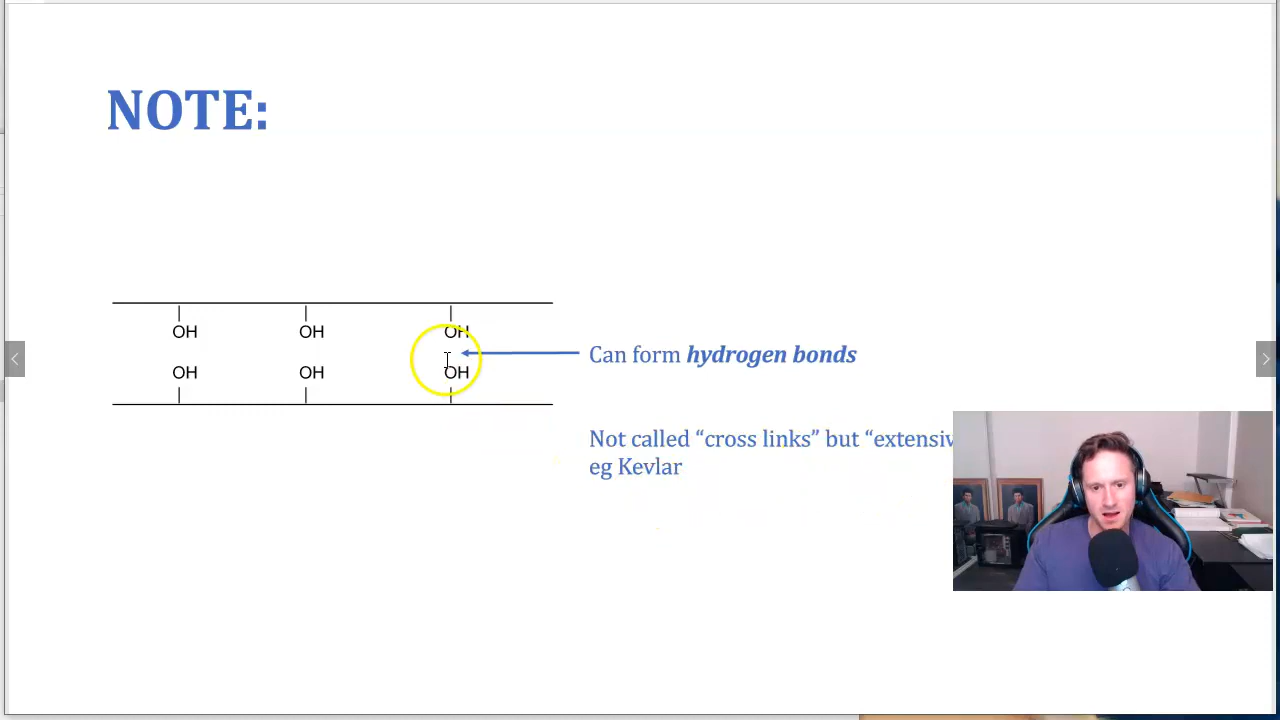 NOTE:
OH OH OH
Can form hydrogen bonds
OH OH OH
Not called “cross links” but “extensiv
eg Kevlar